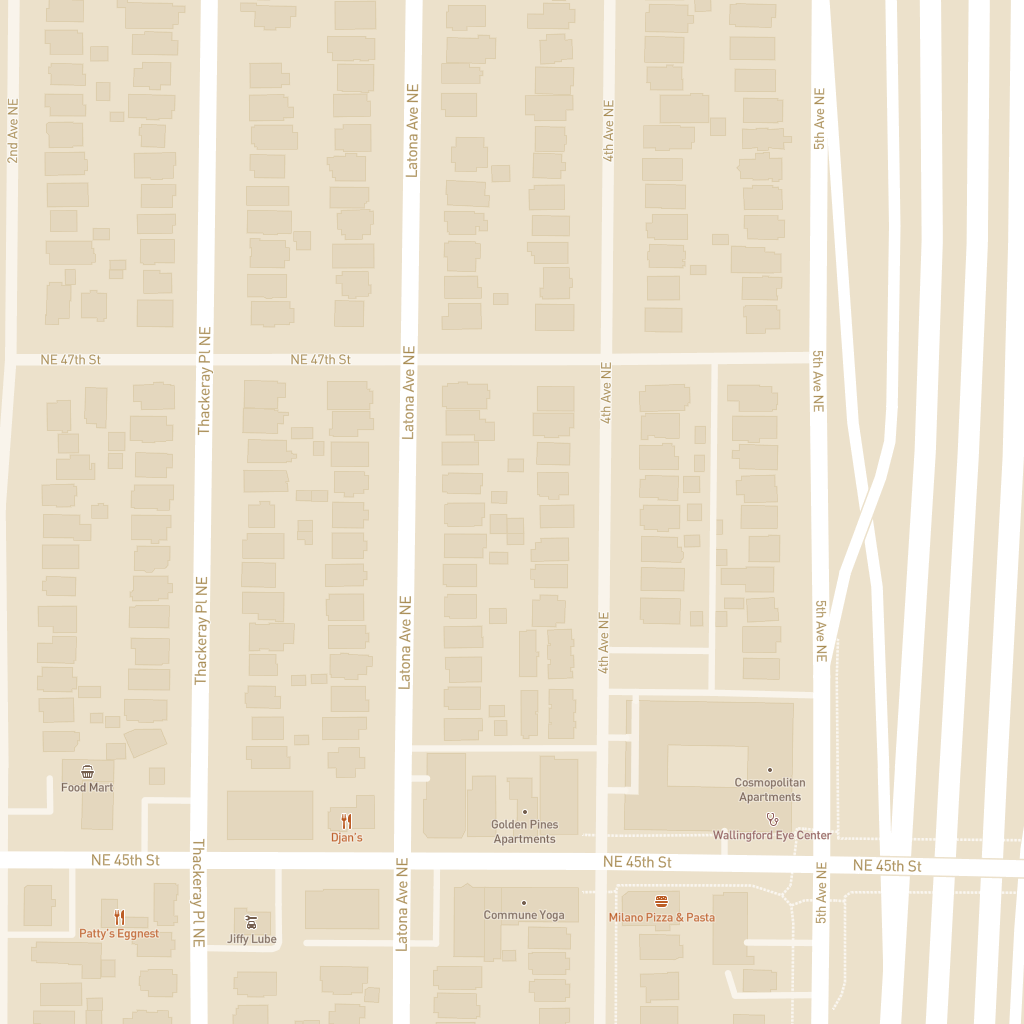 2nd Ave NE
Latona Ave NE
4th Ave NE
5th Ave NE
NE 47th St
Thackeray Pl NE
NE 47th St
Latona Ave NE
4th Ave NE
5th Ave NE
Thackeray Pl NE
Latona Ave NE
4th Ave NE
5th Ave NE
Food Mart
Cosmopolitan
Apartments
Djan's
Golden Pines
Apartments
Wallingford Eye Center
NE 45th St
NE 45th St
NE 45th St
Thackeray Pl NE
Latona Ave NE
5th Ave NE
Patty's Eggnest
Jiffy Lube
Commune Yoga
Milano Pizza & Pasta